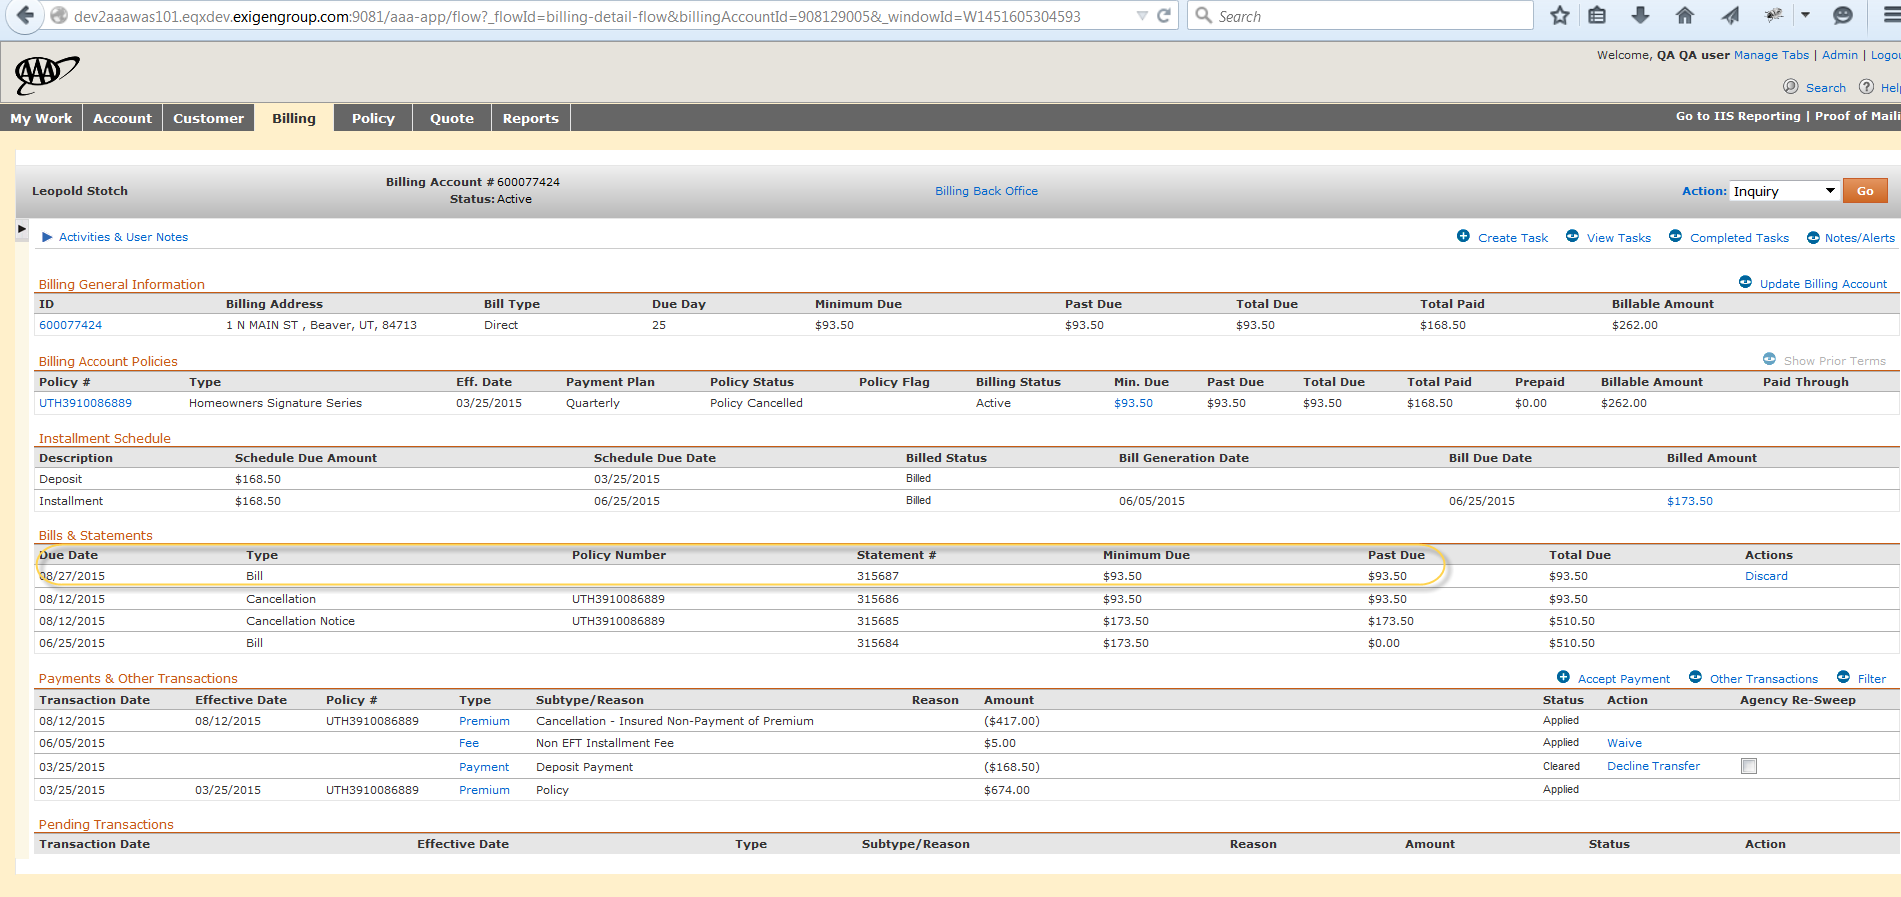 dev2aaawas101.eqxdev.exigengroup.com:9081/aaa-app/flow?_flowId=billing-detail-flow&billingAccountId=908129005&_windowId=W1451605304593 Search
AAA
Welcome, QA QA user Manage Tabs | Admin | Logou
Search Help
My Work Account Customer Billing Policy Quote Reports Go to IIS Reporting | Proof of Maili
Leopold Stotch Billing Account # 600077424 Billing Back Office Action: Inquiry Go
Status: Active
Activities & User Notes Create Task View Tasks Completed Tasks Notes/Alerts
Billing General Information Update Billing Account
ID Billing Address Bill Type Due Day Minimum Due Past Due Total Due Total Paid Billable Amount
600077424 1 N MAIN ST , Beaver, UT, 84713 Direct 25 $93.50 $93.50 $93.50 $168.50 $262.00
Billing Account Policies Show Prior Terms
Policy # Type Eff. Date Payment Plan Policy Status Policy Flag Billing Status Min. Due Past Due Total Due Total Paid Prepaid Billable Amount Paid Through
UTH3910086889 Homeowners Signature Series 03/25/2015 Quarterly Policy Cancelled Active $93.50 $93.50 $93.50 $168.50 $0.00 $262.00
Installment Schedule
Description Schedule Due Amount Schedule Due Date Billed Status Bill Generation Date Bill Due Date Billed Amount
Deposit $168.50 03/25/2015 Billed
Installment $168.50 06/25/2015 Billed 06/05/2015 06/25/2015 $173.50
Bills & Statements
Due Date Type Policy Number Statement # Minimum Due Past Due Total Due Actions
08/27/2015 Bill 315687 $93.50 $93.50 $93.50 Discard
08/12/2015 Cancellation UTH3910086889 315686 $93.50 $93.50 $93.50
08/12/2015 Cancellation Notice UTH3910086889 315685 $173.50 $173.50 $510.50
06/25/2015 Bill 315684 $173.50 $0.00 $510.50
Payments & Other Transactions Accept Payment Other Transactions Filter
Transaction Date Effective Date Policy # Type Subtype/Reason Reason Amount Status Action Agency Re-Sweep
08/12/2015 08/12/2015 UTH3910086889 Premium Cancellation - Insured Non-Payment of Premium ($417.00) Applied
06/05/2015 Fee Non EFT Installment Fee $5.00 Applied Waive
03/25/2015 Payment Deposit Payment ($168.50) Cleared Decline Transfer
03/25/2015 03/25/2015 UTH3910086889 Premium Policy $674.00 Applied
Pending Transactions
Transaction Date Effective Date Type Subtype/Reason Reason Amount Status Action